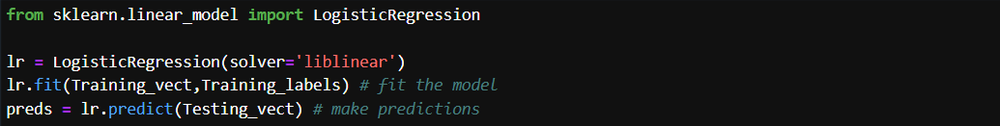 from sklearn.linear_model import LogisticRegression
lr = LogisticRegression(solver='liblinear')
lr.fit(Training_vect,Training_labels) # fit the model
preds = lr.predict(Testing_vect) # make predictions